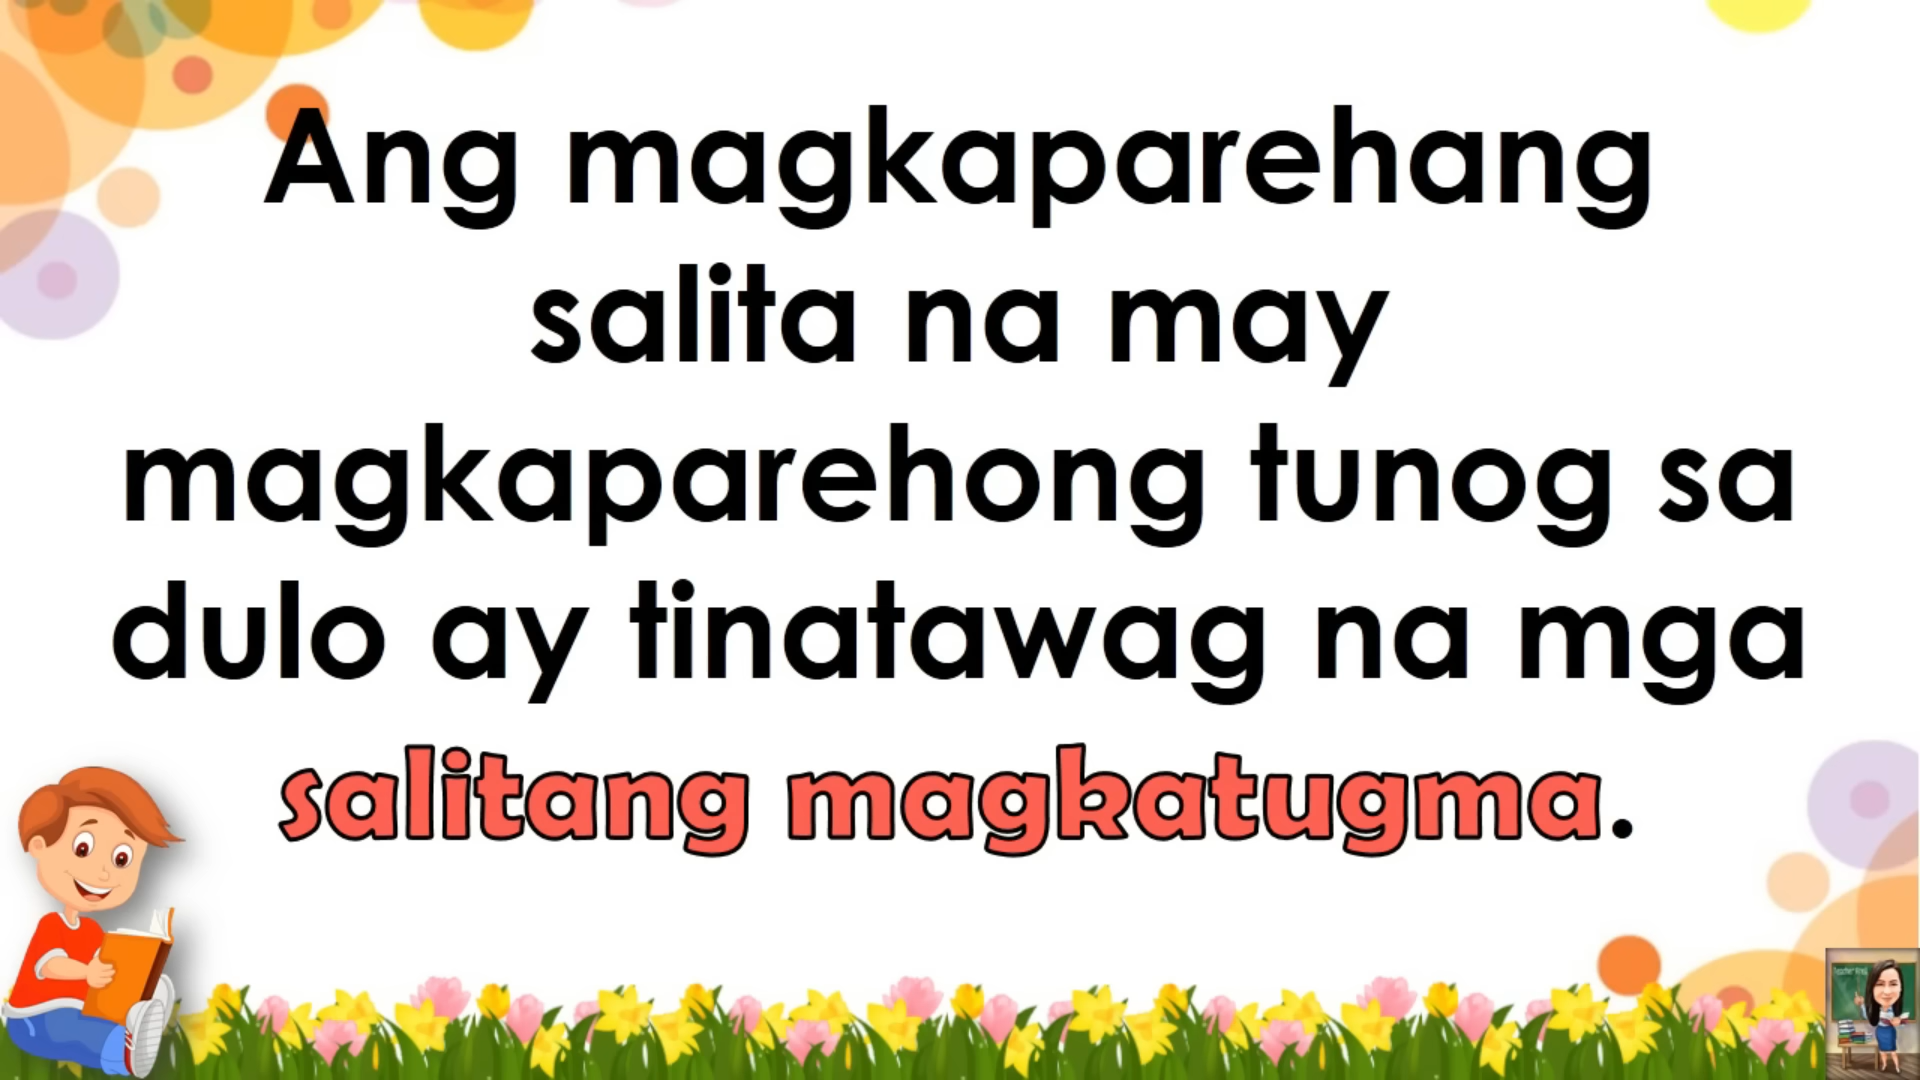 Ang magkaparehang
salita na may
magkaparehong tunog sa
dulo ay tinatawag na mga
salitang magkatugma.